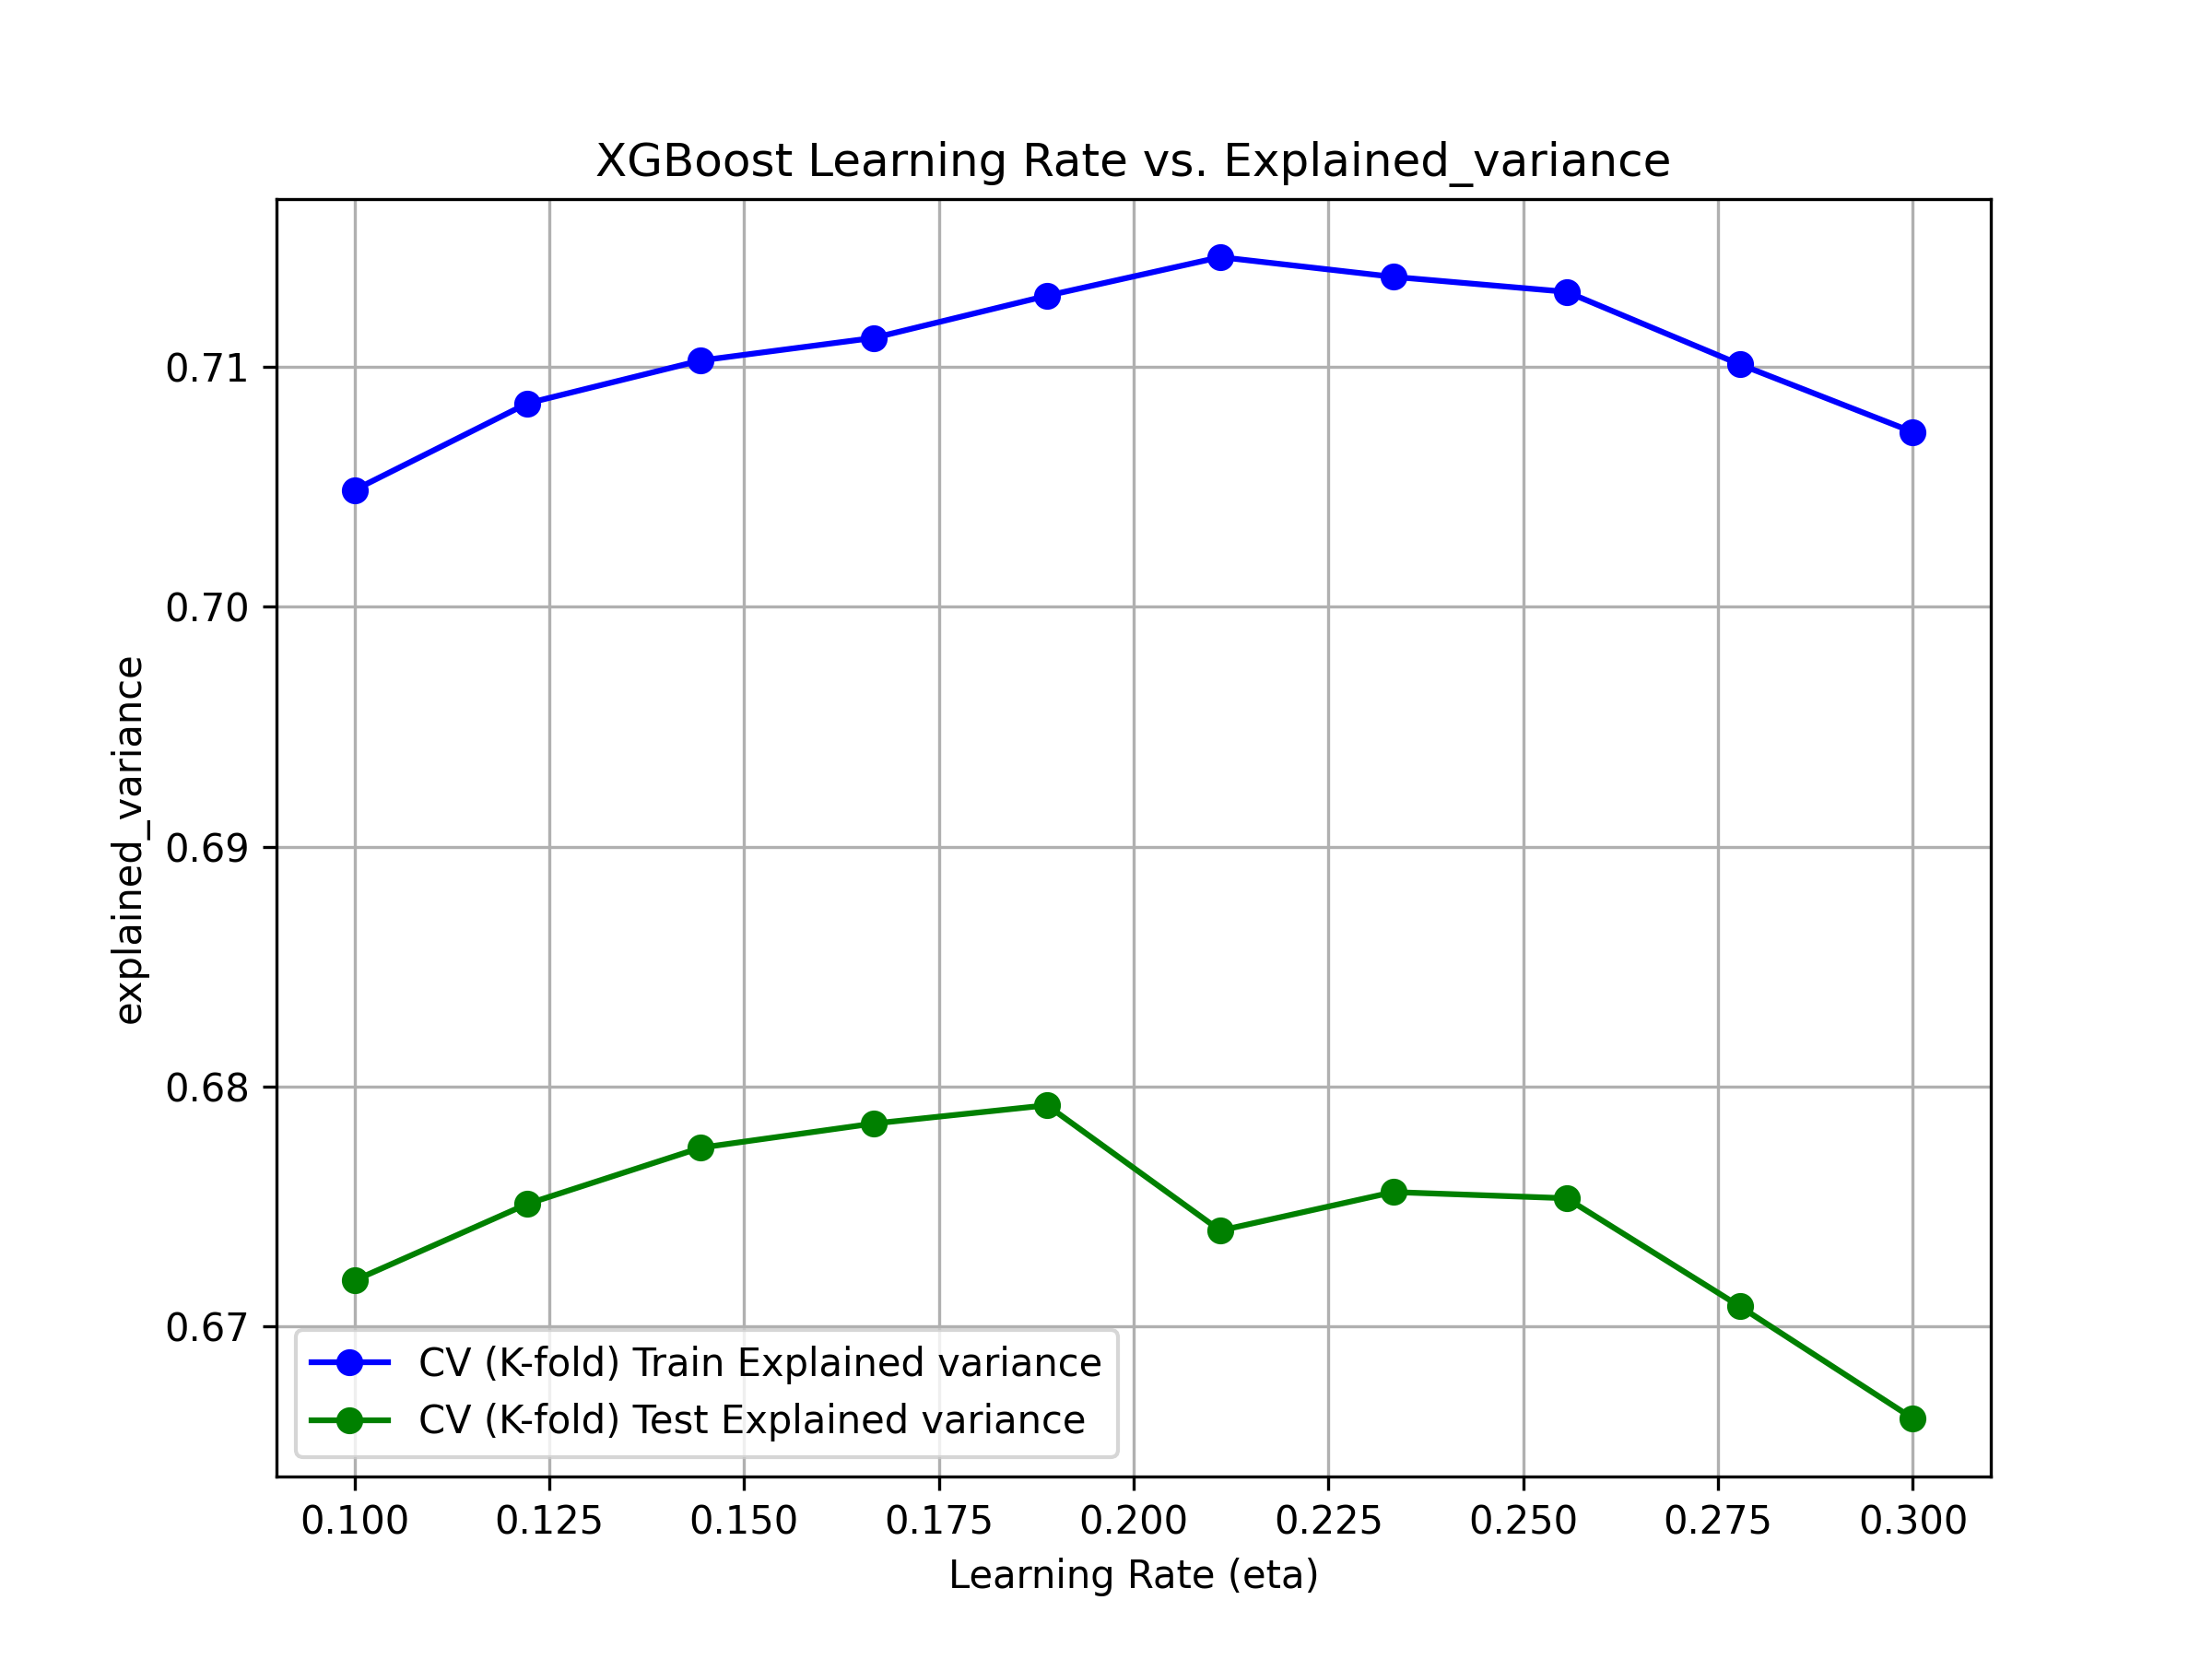 XGBoost Learning Rate vs. Explained_variance
explained_variance
0.71
0.70
0.69
0.68
0.67
CV (K-fold) Train Explained variance
CV (K-fold) Test Explained variance
0.100 0.125 0.150 0.175 0.200 0.225 0.250 0.275 0.300
Learning Rate (eta)